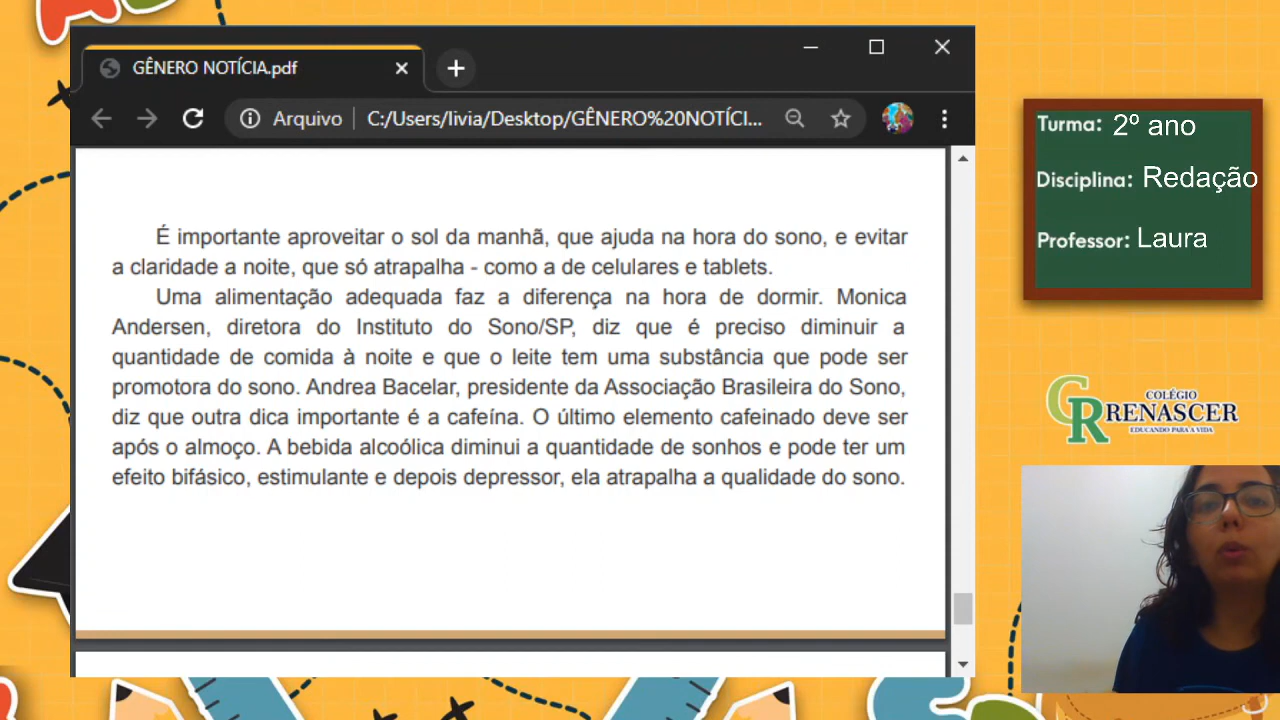 GÊNERO NOTÍCIA.pdf
Arquivo
C:/Users/livia/Desktop/GÊNERO%20NOTÍCI...
É importante aproveitar o sol da manhã, que ajuda na hora do sono, e evitar
a claridade a noite, que só atrapalha - como a de celulares e tablets.
Uma alimentação adequada faz a diferença na hora de dormir. Monica
Andersen, diretora do Instituto do Sono/SP, diz que é preciso diminuir a
quantidade de comida à noite e que o leite tem uma substância que pode ser
promotora do sono. Andrea Bacelar, presidente da Associação Brasileira do Sono,
diz que outra dica importante é a cafeína. O último elemento cafeinado deve ser
após o almoço. A bebida alcoólica diminui a quantidade de sonhos e pode ter um
efeito bifásico, estimulante e depois depressor, ela atrapalha a qualidade do sono.
Turma: 2º ano
Disciplina: Redação
Professor: Laura
CR
COLÉGIO
RENASCER
EDUCANDO PARA A VIDA